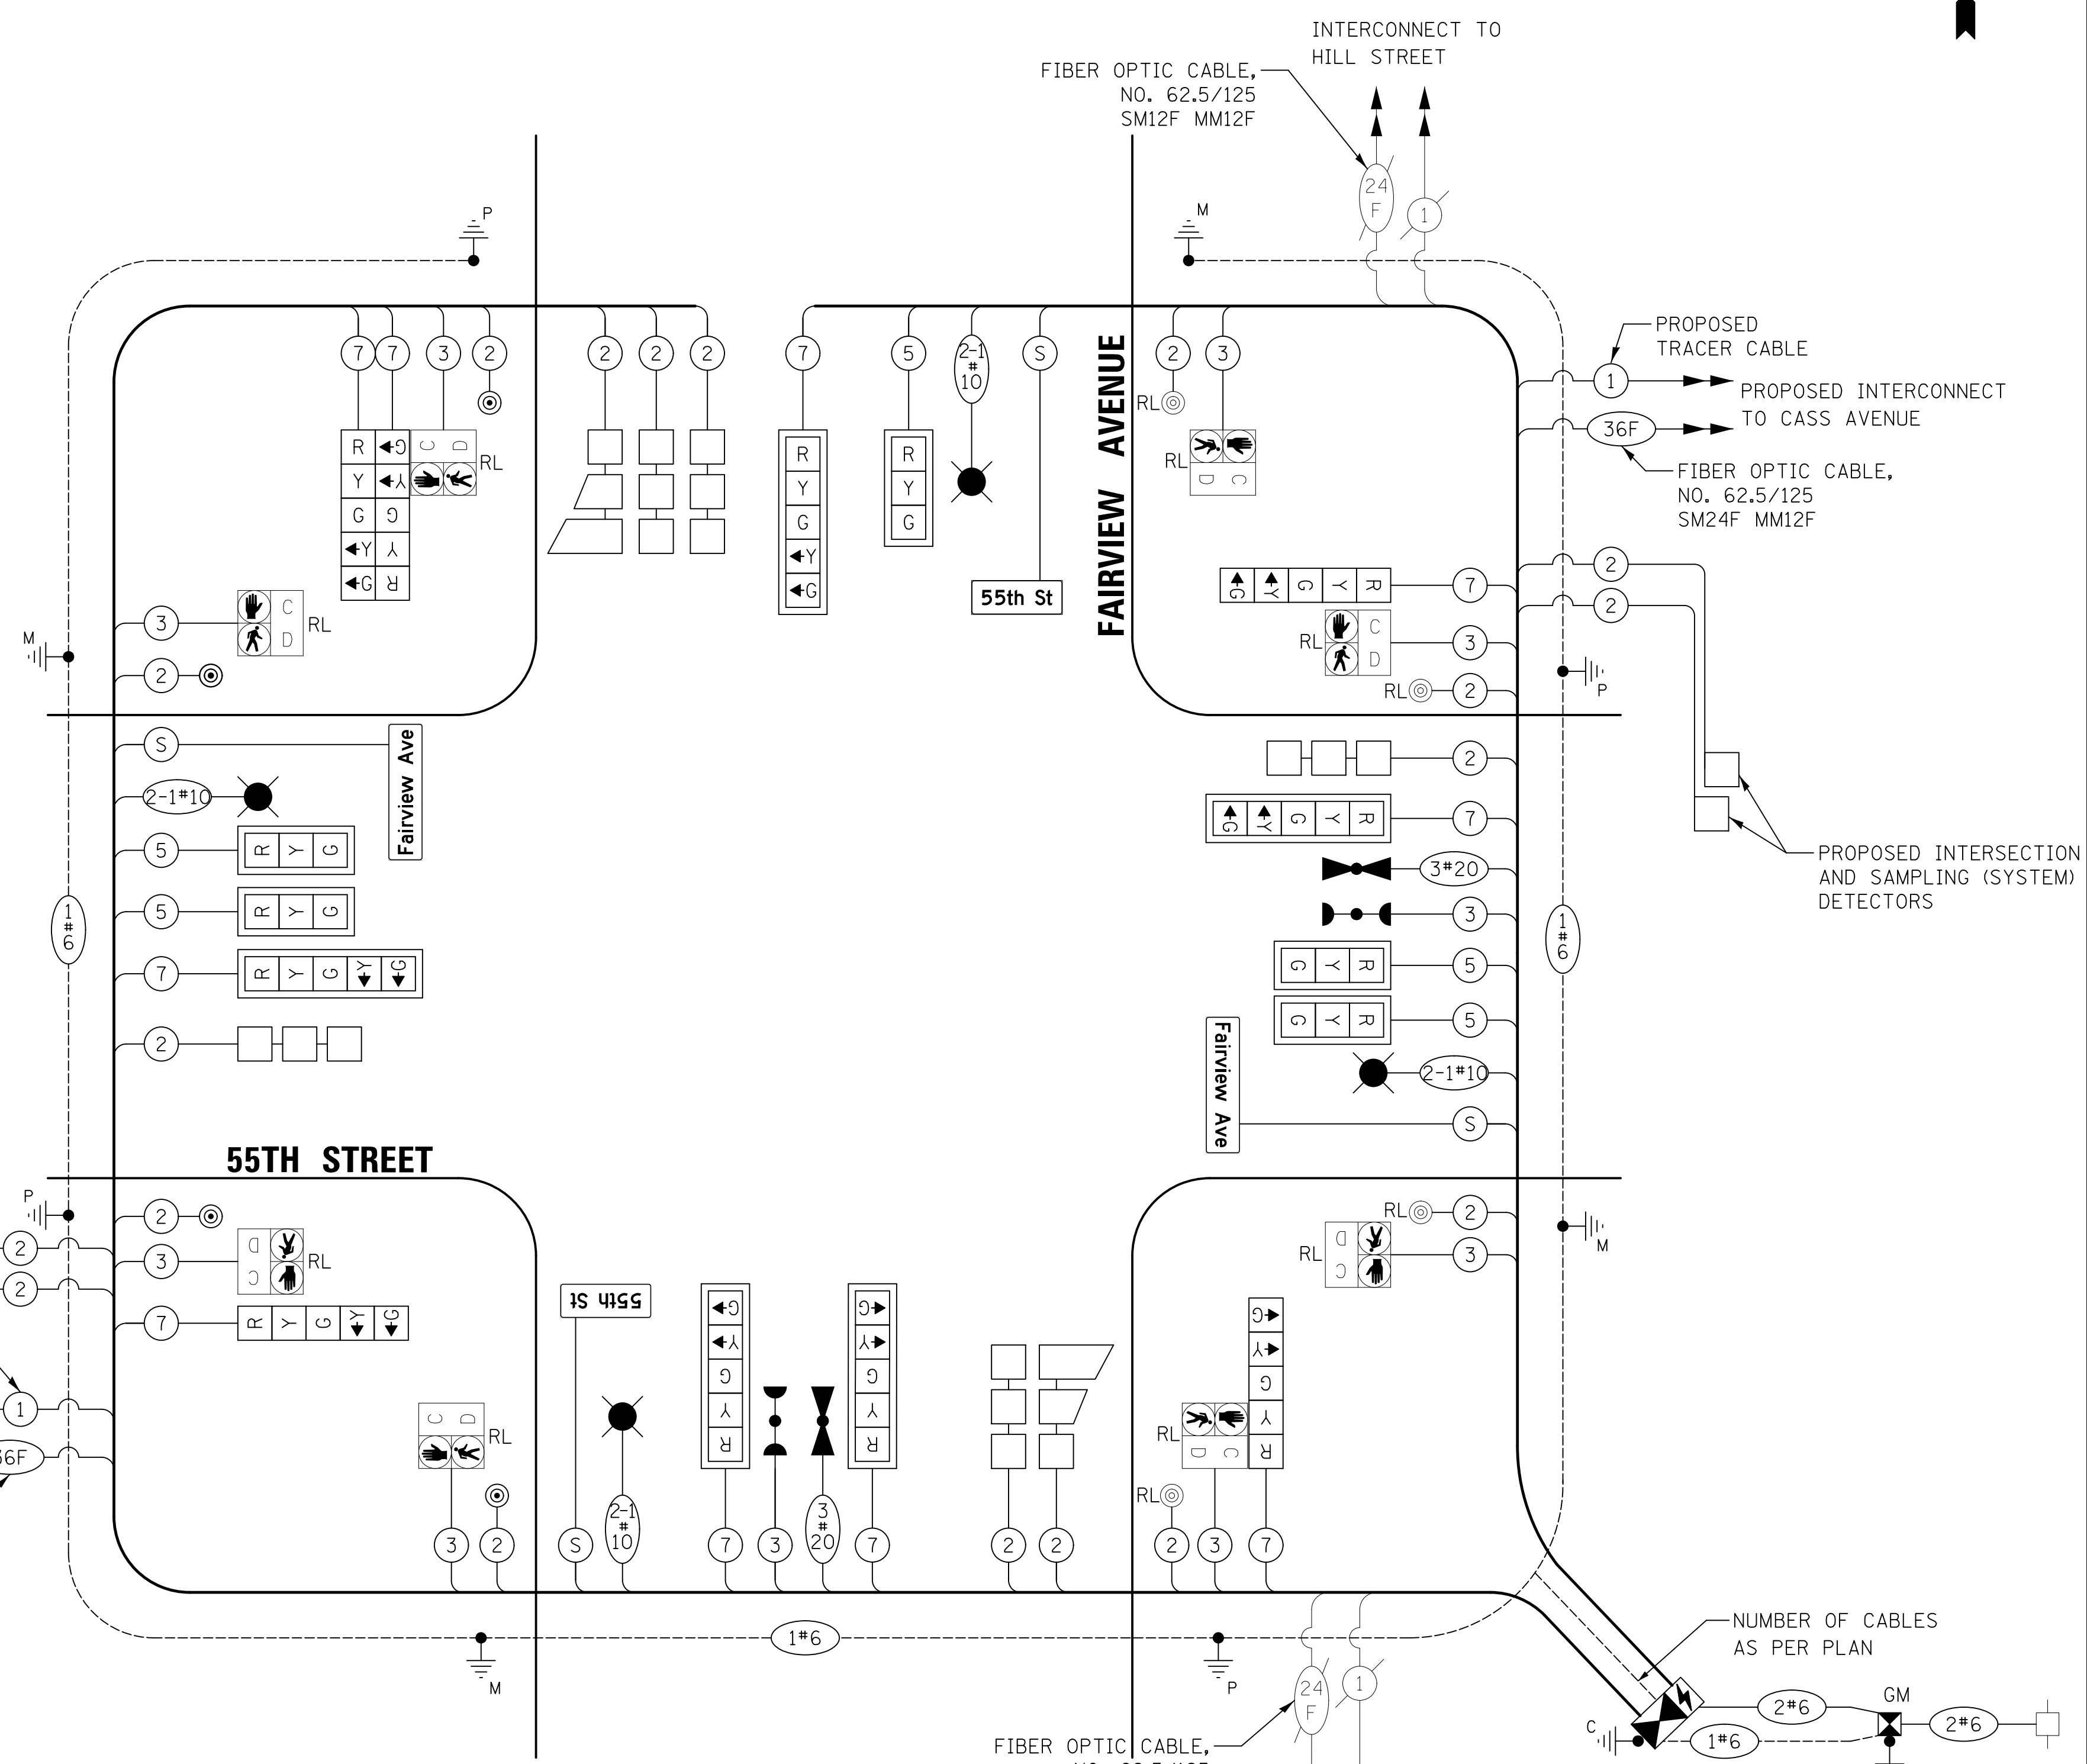 INTERCONNECT TO
HILL STREET
FIBER OPTIC CABLE,
NO. 62.5/125
SM12F MM12F
24
F
1
P
M
7
7
3
2
2
2
2
7
5
2-1
#
10
S
2
3
PROPOSED
TRACER CABLE
1
PROPOSED INTERCONNECT
TO CASS AVENUE
36F
FIBER OPTIC CABLE,
NO. 62.5/125
SM24F MM12F
R
Y
G
Y
G
G
Y
G
Y
R
C
D
RL
R
Y
G
Y
G
R
Y
G
55th St
FAIRVIEW AVENUE
RL
RL
D
C
2
2
G
Y
G
Y
R
7
3
C
D
RL
M
2
RL
C
D
3
RL
2
P
S
Fairview Ave
2-1#10
5
R
Y
G
5
R
Y
G
7
R
Y
G
Y
G
2
1
#
6
2
G
Y
G
Y
R
7
3#20
3
G
Y
R
5
G
Y
R
5
2-1#10
Fairview Ave
S
1
#
6
PROPOSED INTERSECTION
AND SAMPLING (SYSTEM)
DETECTORS
55TH STREET
P
2
2
2
3
D
C
RL
7
R
Y
G
Y
G
1
36F
C
D
RL
3
2
55th St
S
2-1
#
10
G
Y
G
Y
R
7
3
3
#
20
G
Y
G
Y
R
7
2
2
RL
2
RL
D
C
3
M
G
Y
G
Y
R
RL
D
C
RL
2
3
7
1#6
M
P
24
F
1
FIBER OPTIC CABLE,
NUMBER OF CABLES
AS PER PLAN
C
2#6
GM
2#6
1#6